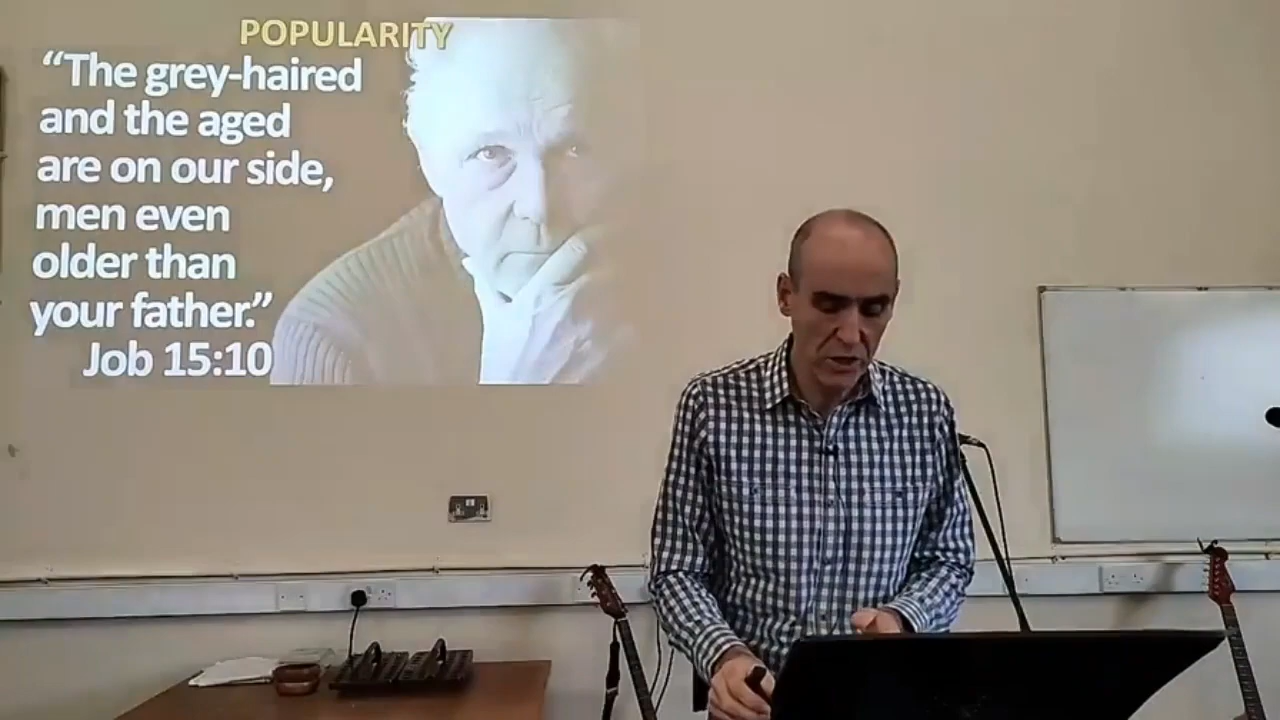 POPULARITY
“The grey-haired
and the aged
are on our side,
men even
older than
your father.”
Job 15:10